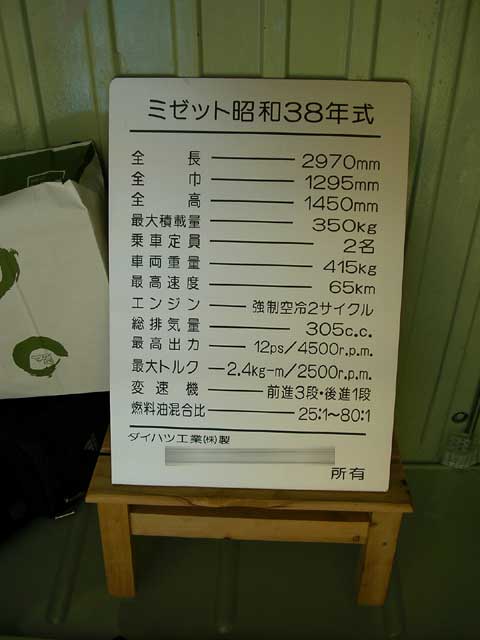 ミゼット昭和38年式
全長 2970mm
全巾 1295mm
全高 1450mm
最大積載量 350kg
乗車定員 2名
車両重量 415kg
最高速度 65km
エンジン 強制空冷2サイクル
総排気量 305c.c.
最高出力 12ps/4500r.p.m.
最大トルク 2.4kg-m/2500r.p.m.
変速機 前進3段・後進1段
燃料油混合比 25:1~80:1
ダイハツ工業(株)製
所有